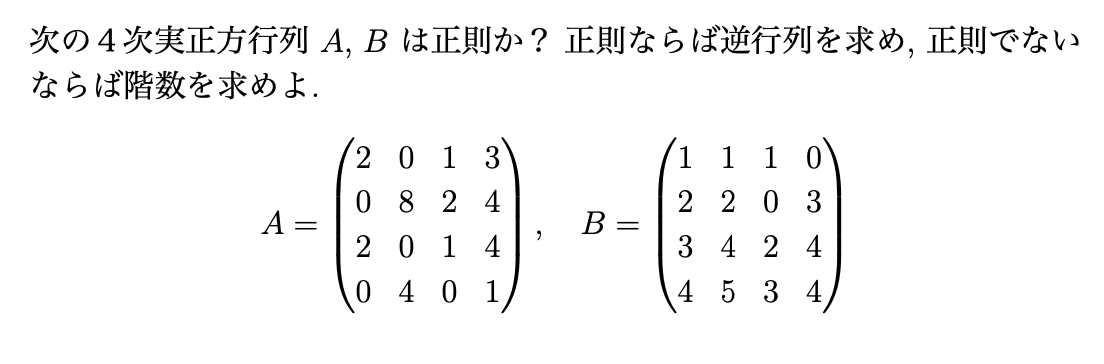 次の４次実正方行列 A, B は正則か？ 正則ならば逆行列を求め, 正則でない
ならば階数を求めよ.
A = \begin{pmatrix} 2 & 0 & 1 & 3 \\ 0 & 8 & 2 & 4 \\ 2 & 0 & 1 & 4 \\ 0 & 4 & 0 & 1 \end{pmatrix}, B = \begin{pmatrix} 1 & 1 & 1 & 0 \\ 2 & 2 & 0 & 3 \\ 3 & 4 & 2 & 4 \\ 4 & 5 & 3 & 4 \end{pmatrix}